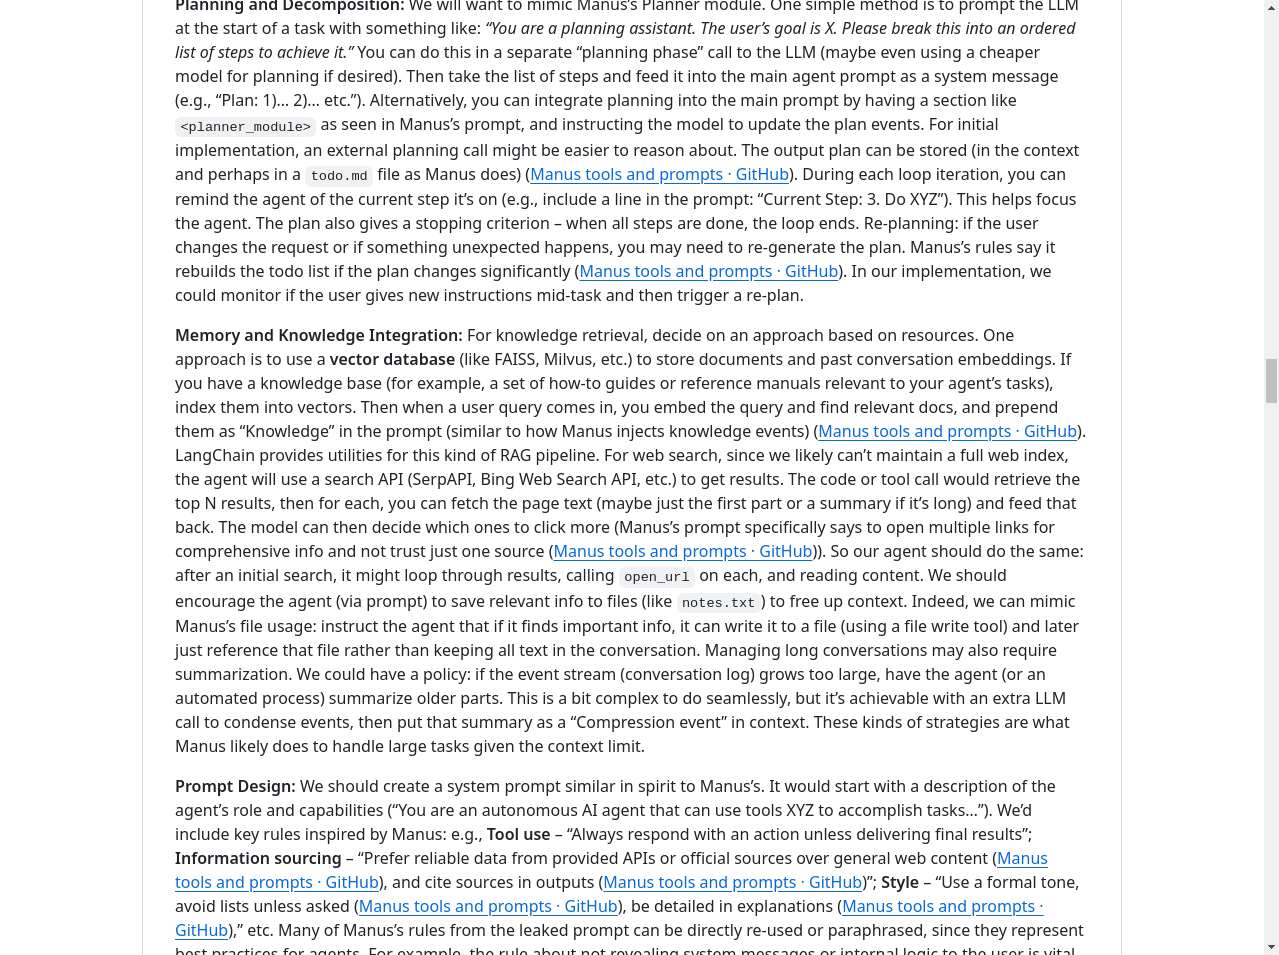 Planning and Decomposition: We will want to mimic Manus’s Planner module. One simple method is to prompt the LLM
at the start of a task with something like: “You are a planning assistant. The user’s goal is X. Please break this into an ordered
list of steps to achieve it.” You can do this in a separate “planning phase” call to the LLM (maybe even using a cheaper
model for planning if desired). Then take the list of steps and feed it into the main agent prompt as a system message
(e.g., “Plan: 1)… 2)… etc.”). Alternatively, you can integrate planning into the main prompt by having a section like
<planner_module> as seen in Manus’s prompt, and instructing the model to update the plan events. For initial
implementation, an external planning call might be easier to reason about. The output plan can be stored (in the context
and perhaps in a todo.md file as Manus does) (Manus tools and prompts · GitHub). During each loop iteration, you can
remind the agent of the current step it’s on (e.g., include a line in the prompt: “Current Step: 3. Do XYZ”). This helps focus
the agent. The plan also gives a stopping criterion – when all steps are done, the loop ends. Re-planning: if the user
changes the request or if something unexpected happens, you may need to re-generate the plan. Manus’s rules say it
rebuilds the todo list if the plan changes significantly (Manus tools and prompts · GitHub). In our implementation, we
could monitor if the user gives new instructions mid-task and then trigger a re-plan.
Memory and Knowledge Integration: For knowledge retrieval, decide on an approach based on resources. One
approach is to use a vector database (like FAISS, Milvus, etc.) to store documents and past conversation embeddings. If
you have a knowledge base (for example, a set of how-to guides or reference manuals relevant to your agent’s tasks),
index them into vectors. Then when a user query comes in, you embed the query and find relevant docs, and prepend
them as “Knowledge” in the prompt (similar to how Manus injects knowledge events) (Manus tools and prompts · GitHub).
LangChain provides utilities for this kind of RAG pipeline. For web search, since we likely can’t maintain a full web index,
the agent will use a search API (SerpAPI, Bing Web Search API, etc.) to get results. The code or tool call would retrieve the
top N results, then for each, you can fetch the page text (maybe just the first part or a summary if it’s long) and feed that
back. The model can then decide which ones to click more (Manus’s prompt specifically says to open multiple links for
comprehensive info and not trust just one source (Manus tools and prompts · GitHub)). So our agent should do the same:
after an initial search, it might loop through results, calling open_url on each, and reading content. We should
encourage the agent (via prompt) to save relevant info to files (like notes.txt ) to free up context. Indeed, we can mimic
Manus’s file usage: instruct the agent that if it finds important info, it can write it to a file (using a file write tool) and later
just reference that file rather than keeping all text in the conversation. Managing long conversations may also require
summarization. We could have a policy: if the event stream (conversation log) grows too large, have the agent (or an
automated process) summarize older parts. This is a bit complex to do seamlessly, but it’s achievable with an extra LLM
call to condense events, then put that summary as a “Compression event” in context. These kinds of strategies are what
Manus likely does to handle large tasks given the context limit.
Prompt Design: We should create a system prompt similar in spirit to Manus’s. It would start with a description of the
agent’s role and capabilities (“You are an autonomous AI agent that can use tools XYZ to accomplish tasks…”). We’d
include key rules inspired by Manus: e.g., Tool use – “Always respond with an action unless delivering final results”;
Information sourcing – “Prefer reliable data from provided APIs or official sources over general web content (Manus
tools and prompts · GitHub), and cite sources in outputs (Manus tools and prompts · GitHub)”; Style – “Use a formal tone,
avoid lists unless asked (Manus tools and prompts · GitHub), be detailed in explanations (Manus tools and prompts ·
GitHub),” etc. Many of Manus’s rules from the leaked prompt can be directly re-used or paraphrased, since they represent
best practices for agents. For example, the rule about not revealing system messages or internal logic to the user is vital